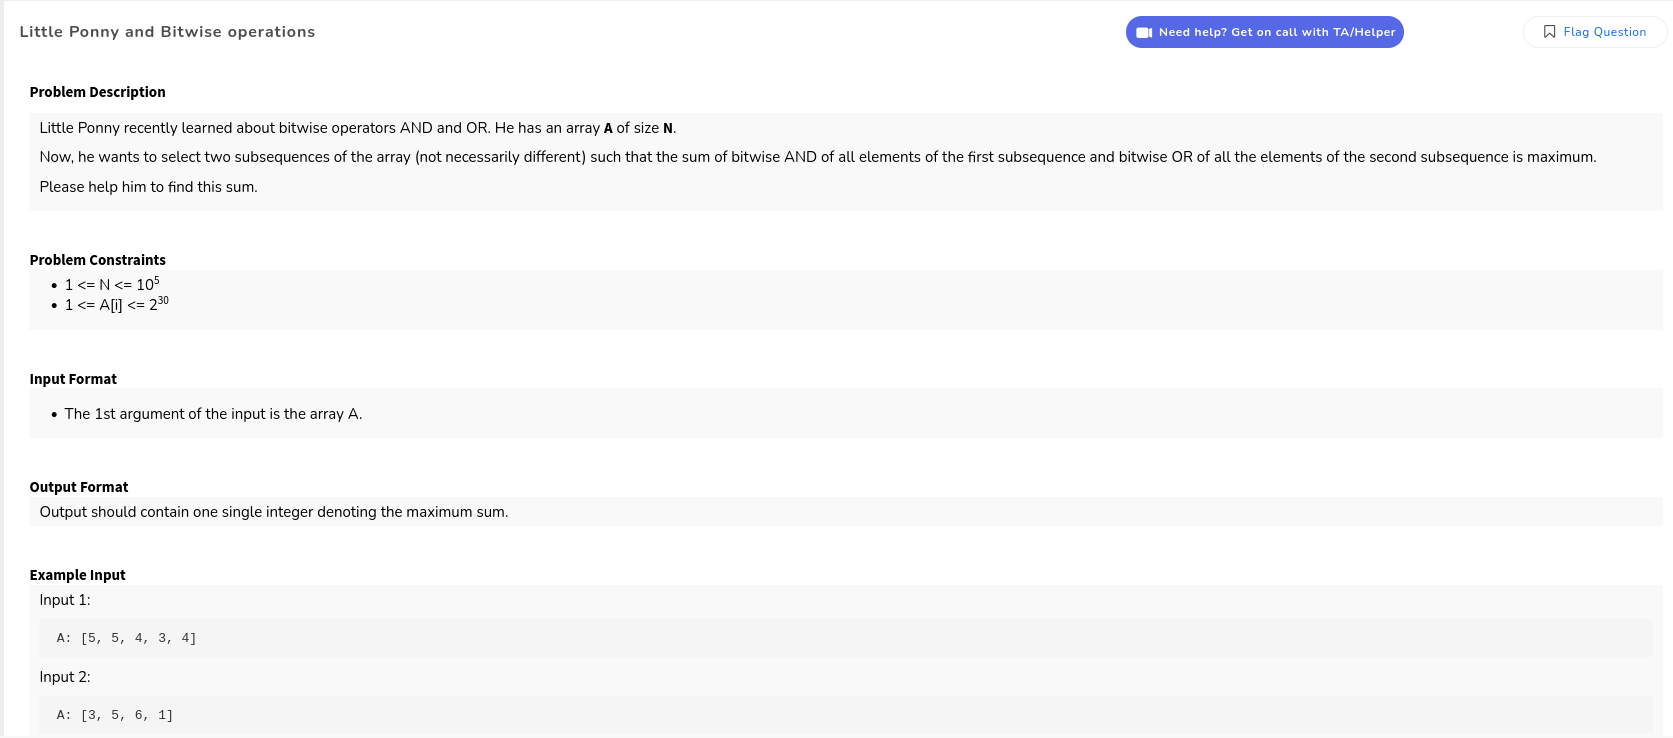 Little Ponny and Bitwise operations
Need help? Get on call with TA/Helper
Flag Question
Problem Description
Little Ponny recently learned about bitwise operators AND and OR. He has an array A of size N.
Now, he wants to select two subsequences of the array (not necessarily different) such that the sum of bitwise AND of all elements of the first subsequence and bitwise OR of all the elements of the second subsequence is maximum.
Please help him to find this sum.
Problem Constraints
• 1 <= N <= 10⁵
• 1 <= A[i] <= 2³⁰
Input Format
• The 1st argument of the input is the array A.
Output Format
Output should contain one single integer denoting the maximum sum.
Example Input
Input 1:
A: [5, 5, 4, 3, 4]
Input 2:
A: [3, 5, 6, 1]